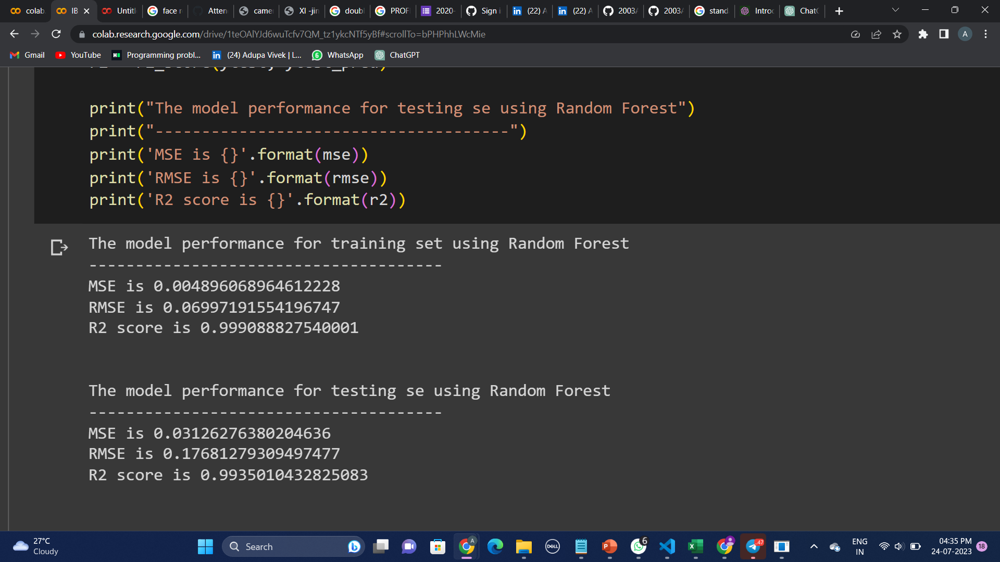 colab
IB
Untitl
face r
Atten
came
XI -jin
doubl
PROF
2020-
Sign i
(22) A
(22) A
2003
2003
stand
Introd
ChatG
colab.research.google.com/drive/1teOAlYJd6wuTcfv7QM_tz1ykcNTf5yBf#scrollTo=bPHPhhLWcMie
A
Gmail
YouTube
Programming probl...
(24) Adupa Vivek | L...
WhatsApp
ChatGPT
print("The model performance for testing se using Random Forest")
print("--------------------------------------")
print('MSE is {}'.format(mse))
print('RMSE is {}'.format(rmse))
print('R2 score is {}'.format(r2))
The model performance for training set using Random Forest
--------------------------------------
MSE is 0.004896068964612228
RMSE is 0.06997191554196747
R2 score is 0.999088827540001
The model performance for testing se using Random Forest
--------------------------------------
MSE is 0.03126276380204636
RMSE is 0.17681279309497477
R2 score is 0.9935010432825083
27°C
Cloudy
Search
A
DELL
6
47
ENG
IN
04:35 PM
24-07-2023
18